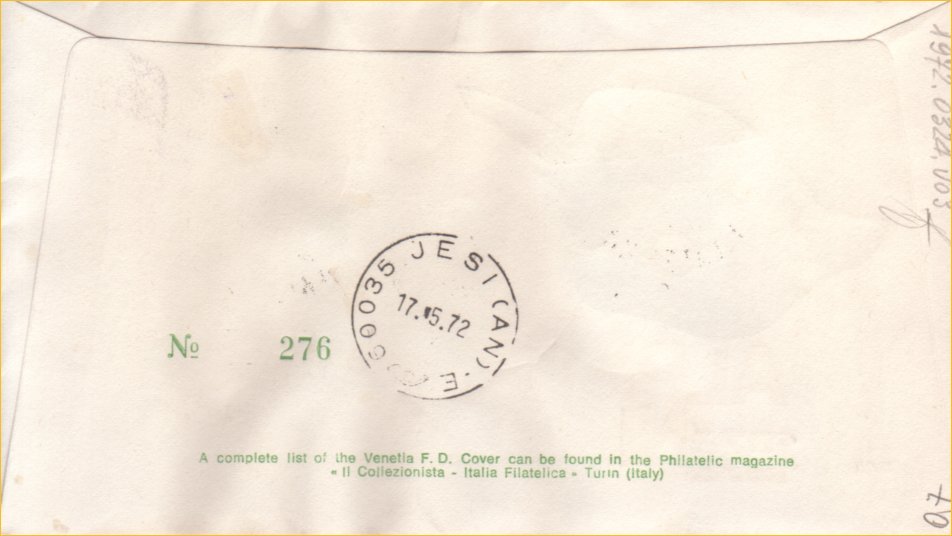 60035 JESI (AN).E
17.5.72
№ 276
A complete list of the Venetia F. D. Cover can be found in the Philatelic magazine
« Il Collezionista - Italia Filatelica » Turin (Italy)
1972.0324.003